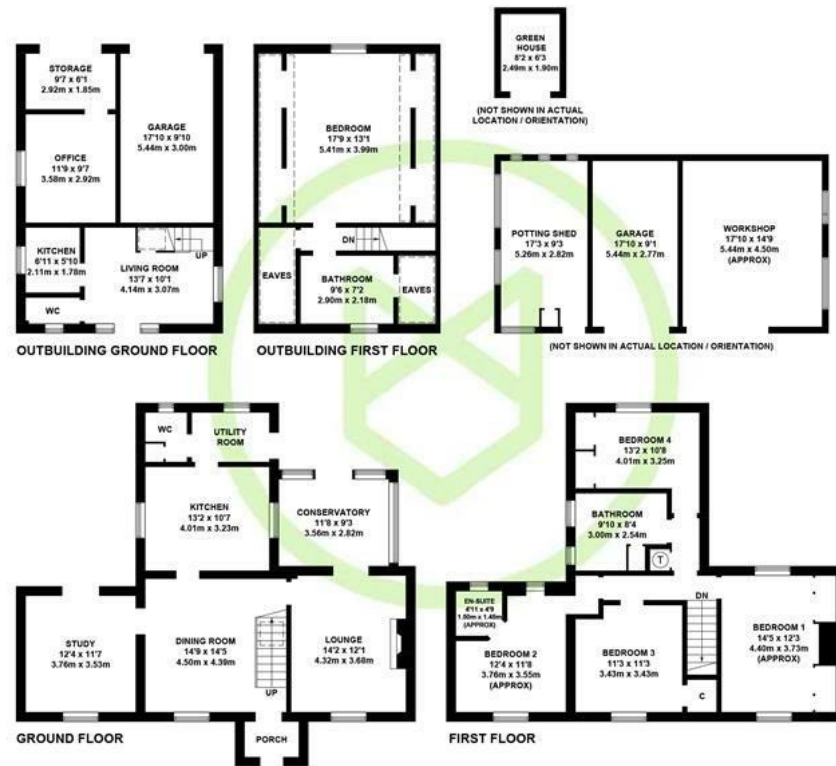 STORAGE
9'7 x 6'1
2.92m x 1.85m
GARAGE
17'10 x 9'10
5.44m x 3.00m
OFFICE
11'9 x 9'7
3.58m x 2.92m
KITCHEN
6'11 x 5'10
2.11m x 1.78m
LIVING ROOM
13'7 x 10'1
4.14m x 3.07m
UP
WC
OUTBUILDING GROUND FLOOR
BEDROOM
17'9 x 13'1
5.41m x 3.99m
DN
EAVES
BATHROOM
9'6 x 7'2
2.90m x 2.18m
EAVES
OUTBUILDING FIRST FLOOR
GREEN
HOUSE
8'2 x 6'3
2.49m x 1.90m
(NOT SHOWN IN ACTUAL
LOCATION / ORIENTATION)
POTTING SHED
17'3 x 9'3
5.26m x 2.82m
GARAGE
17'10 x 9'1
5.44m x 2.77m
WORKSHOP
17'10 x 14'9
5.44m x 4.50m
(APPROX)
(NOT SHOWN IN ACTUAL LOCATION / ORIENTATION)
WC
UTILITY
ROOM
KITCHEN
13'2 x 10'7
4.01m x 3.23m
CONSERVATORY
11'8 x 9'3
3.56m x 2.82m
STUDY
12'4 x 11'7
3.76m x 3.53m
DINING ROOM
14'9 x 14'5
4.50m x 4.39m
UP
LOUNGE
14'2 x 12'1
4.32m x 3.68m
PORCH
GROUND FLOOR
BEDROOM 4
13'2 x 10'8
4.01m x 3.25m
BATHROOM
9'10 x 8'4
3.00m x 2.54m
T
EN-SUITE
4'11 x 4'9
(APPROX)
BEDROOM 2
12'4 x 11'8
3.76m x 3.55m
(APPROX)
BEDROOM 3
11'3 x 11'3
3.43m x 3.43m
DN
C
BEDROOM 1
14'5 x 12'3
4.40m x 3.73m
(APPROX)
FIRST FLOOR